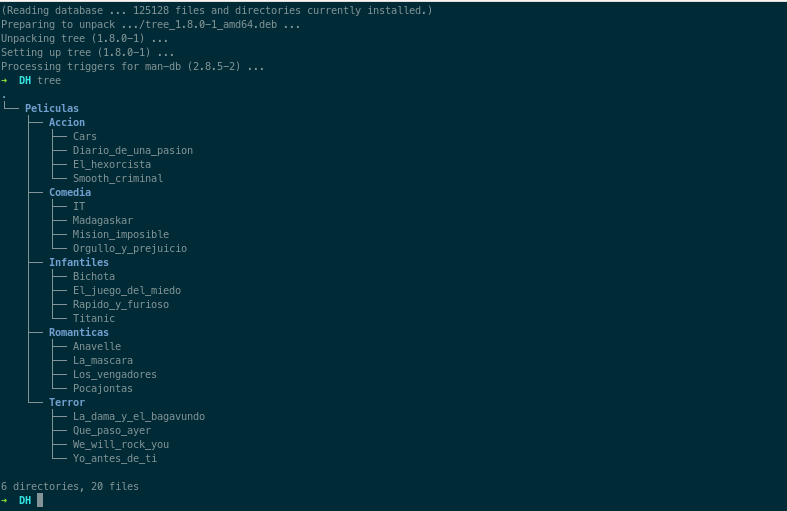 (Reading database ... 125128 files and directories currently installed.)
Preparing to unpack .../tree_1.8.0-1_amd64.deb ...
Unpacking tree (1.8.0-1) ...
Setting up tree (1.8.0-1) ...
Processing triggers for man-db (2.8.5-2) ...
→ DH tree
.
└── Peliculas
    ├── Accion
    │   ├── Cars
    │   ├── Diario_de_una_pasion
    │   ├── El_hexorcista
    │   └── Smooth_criminal
    ├── Comedia
    │   ├── IT
    │   ├── Madagaskar
    │   ├── Mision_imposible
    │   └── Orgullo_y_prejuicio
    ├── Infantiles
    │   ├── Bichota
    │   ├── El_juego_del_miedo
    │   ├── Rapido_y_furioso
    │   └── Titanic
    ├── Romanticas
    │   ├── Anavelle
    │   ├── La_mascara
    │   ├── Los_vengadores
    │   └── Pocajontas
    └── Terror
        ├── La_dama_y_el_bagavundo
        ├── Que_paso_ayer
        ├── We_will_rock_you
        └── Yo_antes_de_ti
6 directories, 20 files
→ DH